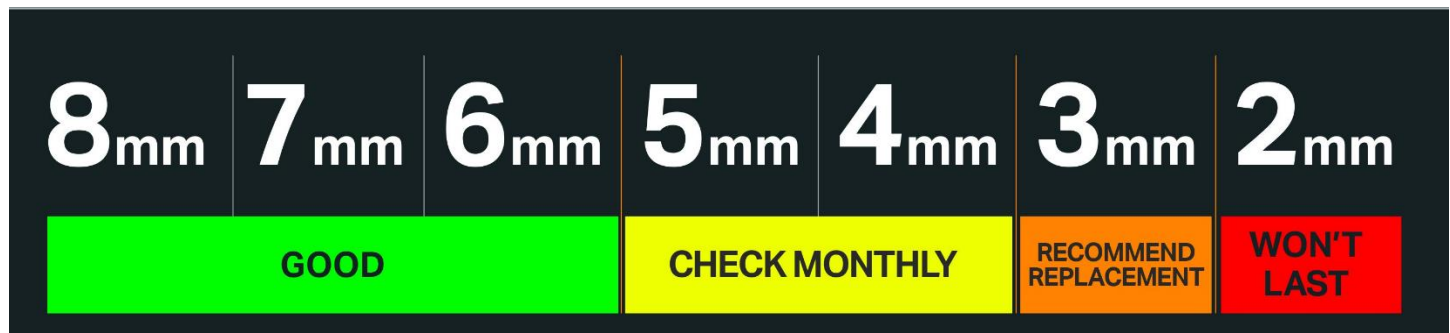 8mm 7mm 6mm 5mm 4mm 3mm 2mm
GOOD
CHECK MONTHLY
RECOMMEND
REPLACEMENT
WON'T
LAST